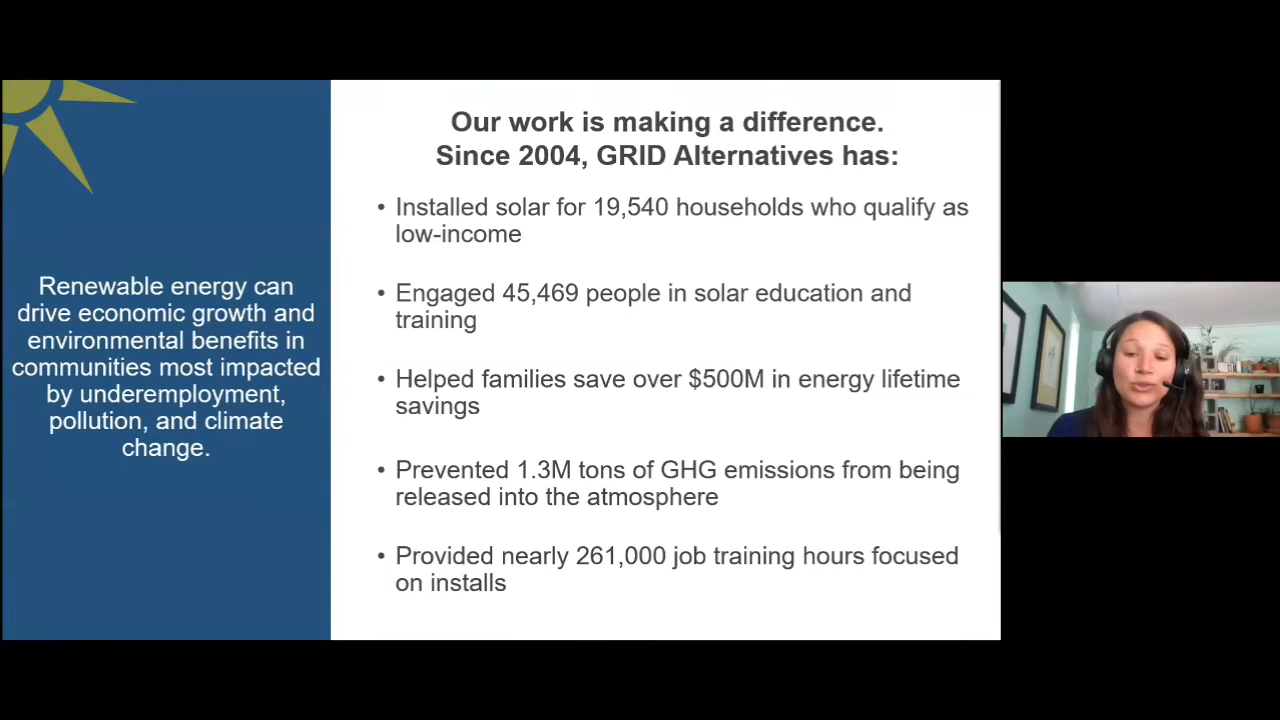 Renewable energy can
drive economic growth and
environmental benefits in
communities most impacted
by underemployment,
pollution, and climate
change.
Our work is making a difference.
Since 2004, GRID Alternatives has:
• Installed solar for 19,540 households who qualify as
low-income
• Engaged 45,469 people in solar education and
training
• Helped families save over $500M in energy lifetime
savings
• Prevented 1.3M tons of GHG emissions from being
released into the atmosphere
• Provided nearly 261,000 job training hours focused
on installs